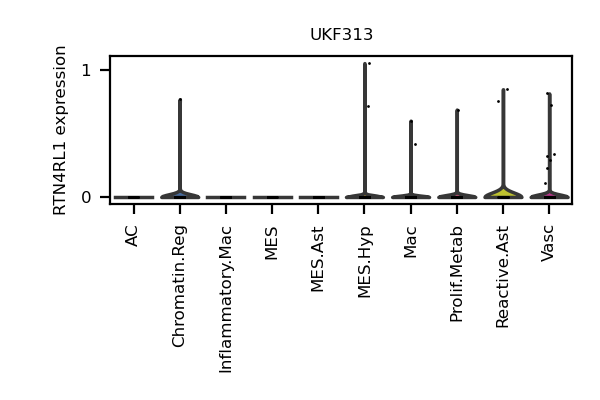 UKF313
RTN4RL1 expression
1
0
AC
Chromatin.Reg
Inflammatory.Mac
MES
MES.Ast
MES.Hyp
Mac
Prolif.Metab
Reactive.Ast
Vasc